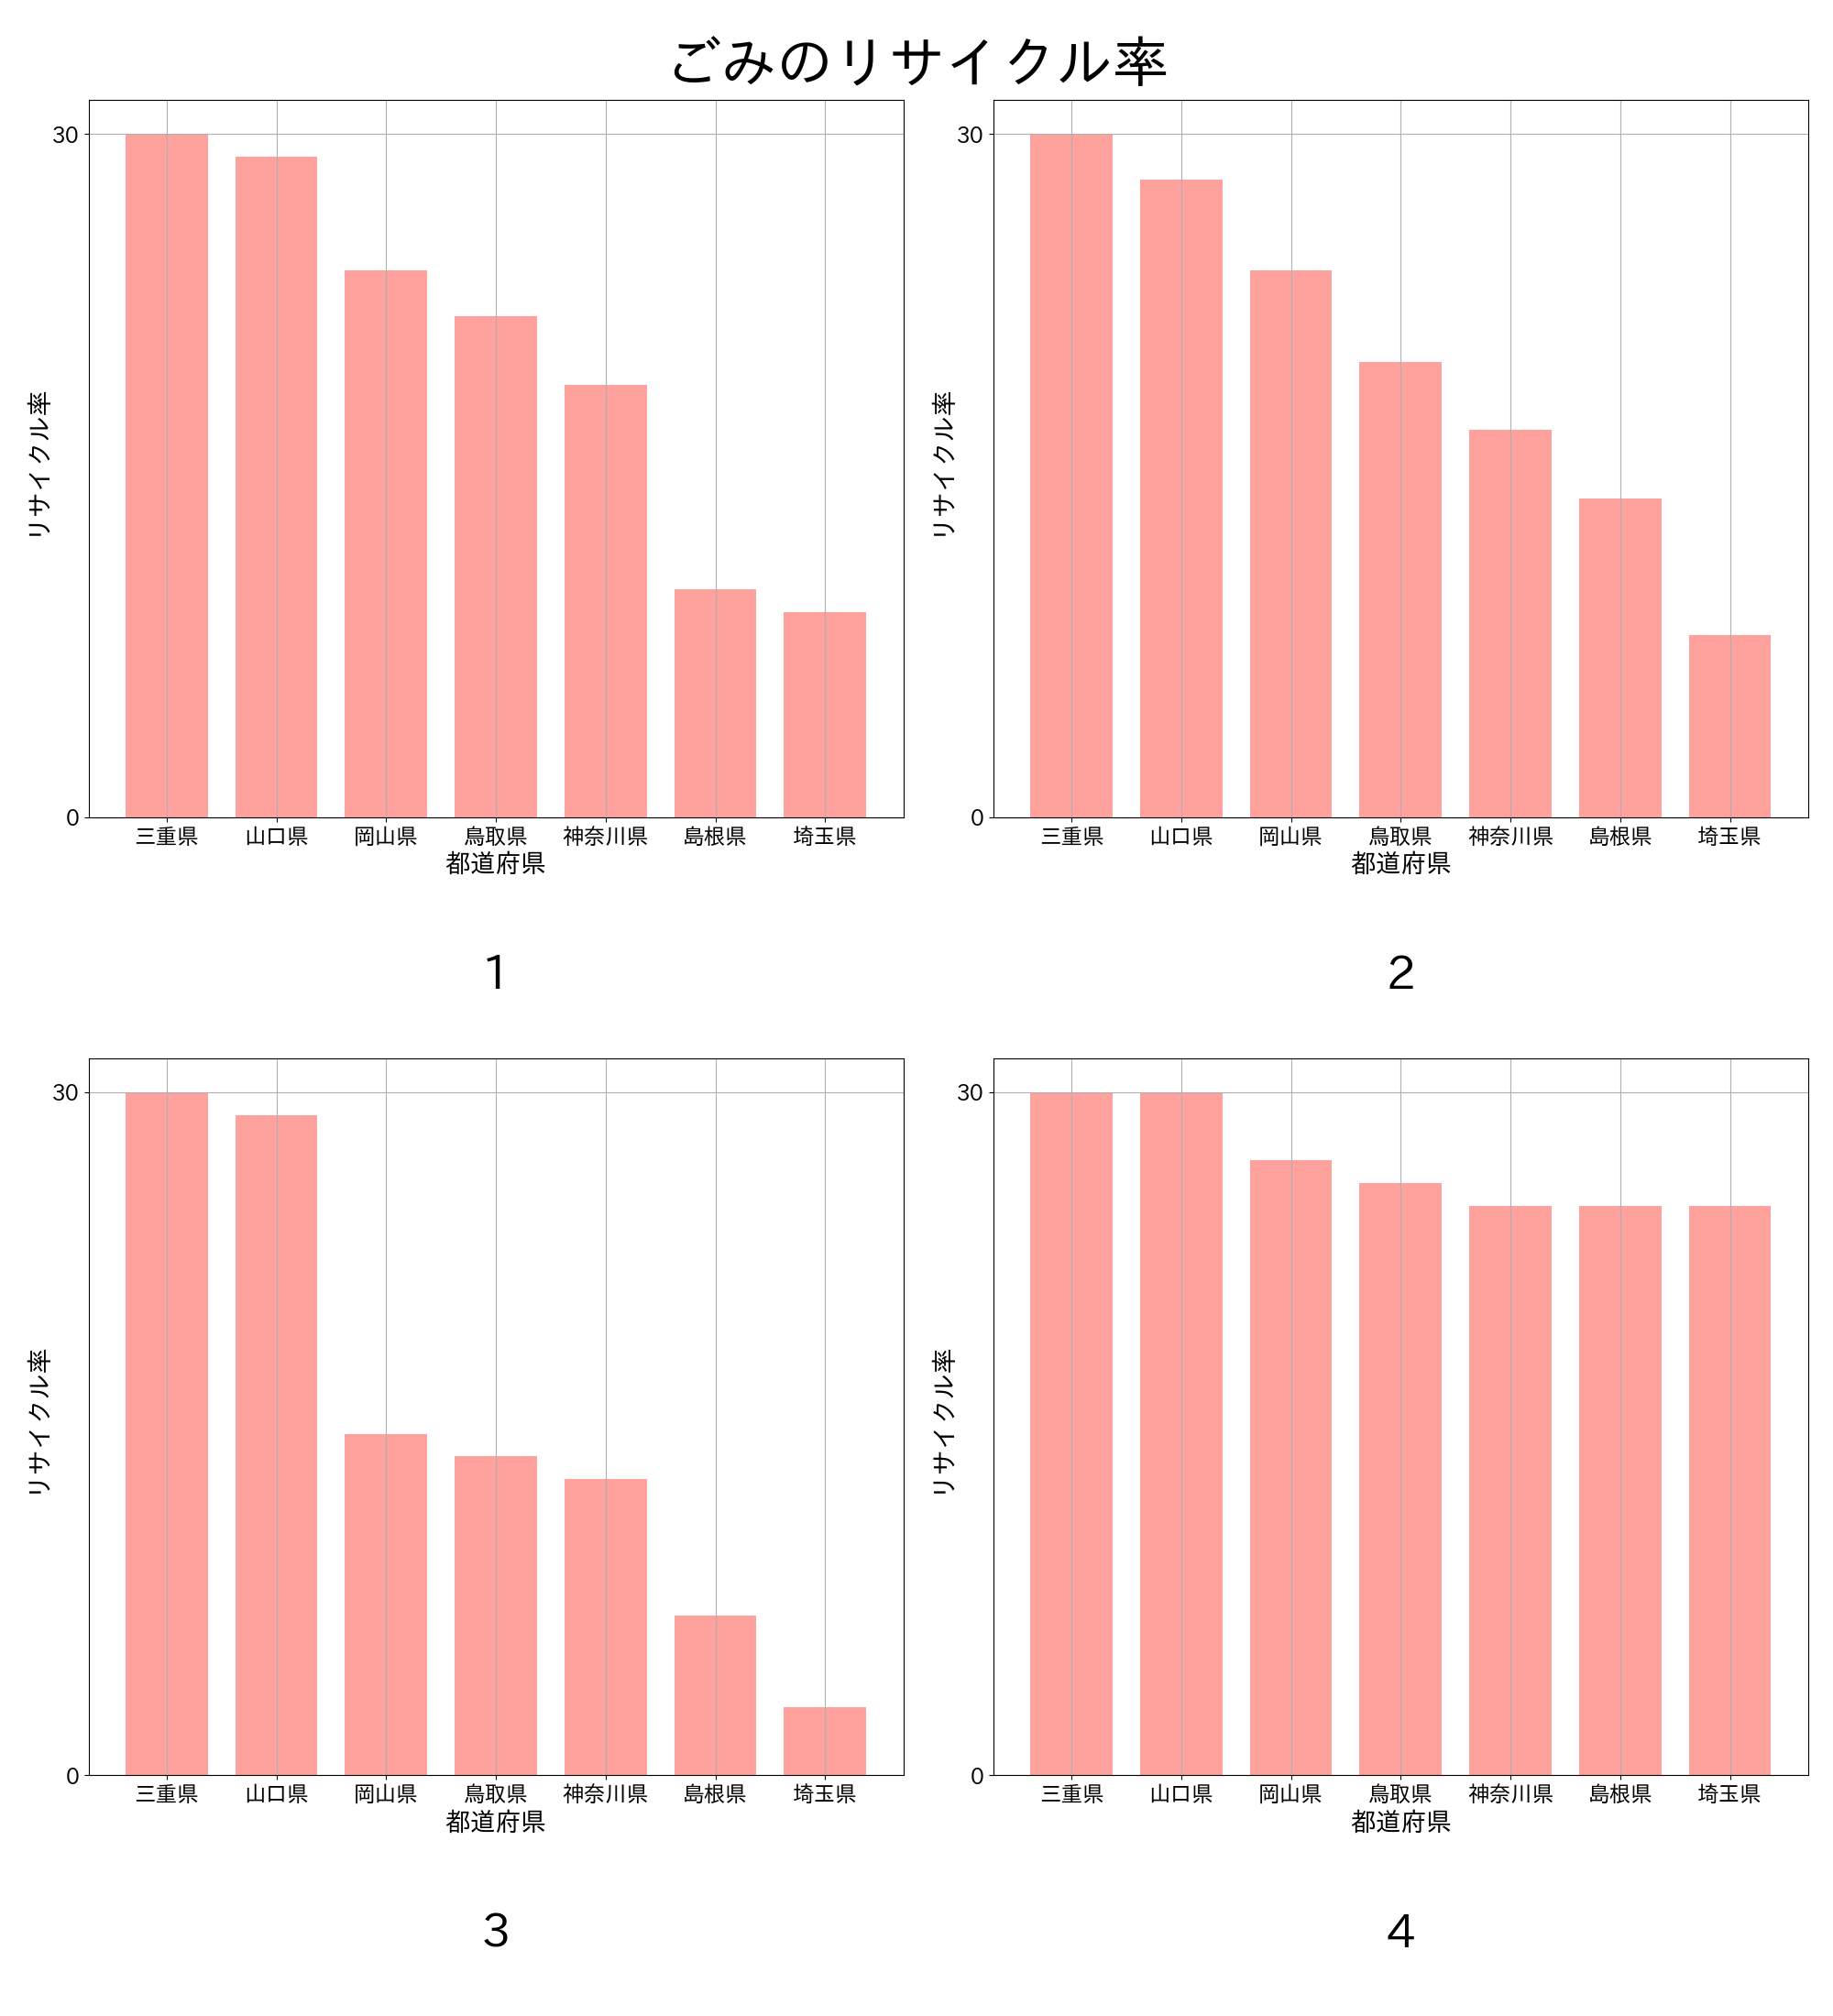 ごみのリサイクル率
30
0
リサイクル率
三重県 山口県 岡山県 鳥取県 神奈川県 島根県 埼玉県
都道府県
1
30
0
リサイクル率
三重県 山口県 岡山県 鳥取県 神奈川県 島根県 埼玉県
都道府県
2
30
0
リサイクル率
三重県 山口県 岡山県 鳥取県 神奈川県 島根県 埼玉県
都道府県
3
30
0
リサイクル率
三重県 山口県 岡山県 鳥取県 神奈川県 島根県 埼玉県
都道府県
4